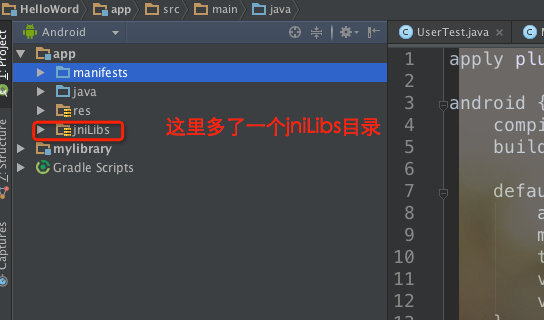 HelloWord app src main java
1: Project
7: Structure
Captures
Android
app
manifests
java
res
jniLibs
mylibrary
Gradle Scripts
这里多了一个jniLibs目录
UserTest.java
1 apply plu
2
3 android {
4 compi
5 build
6
7 defau
8 a
9 m
10 t
11 v
12 v
13 }